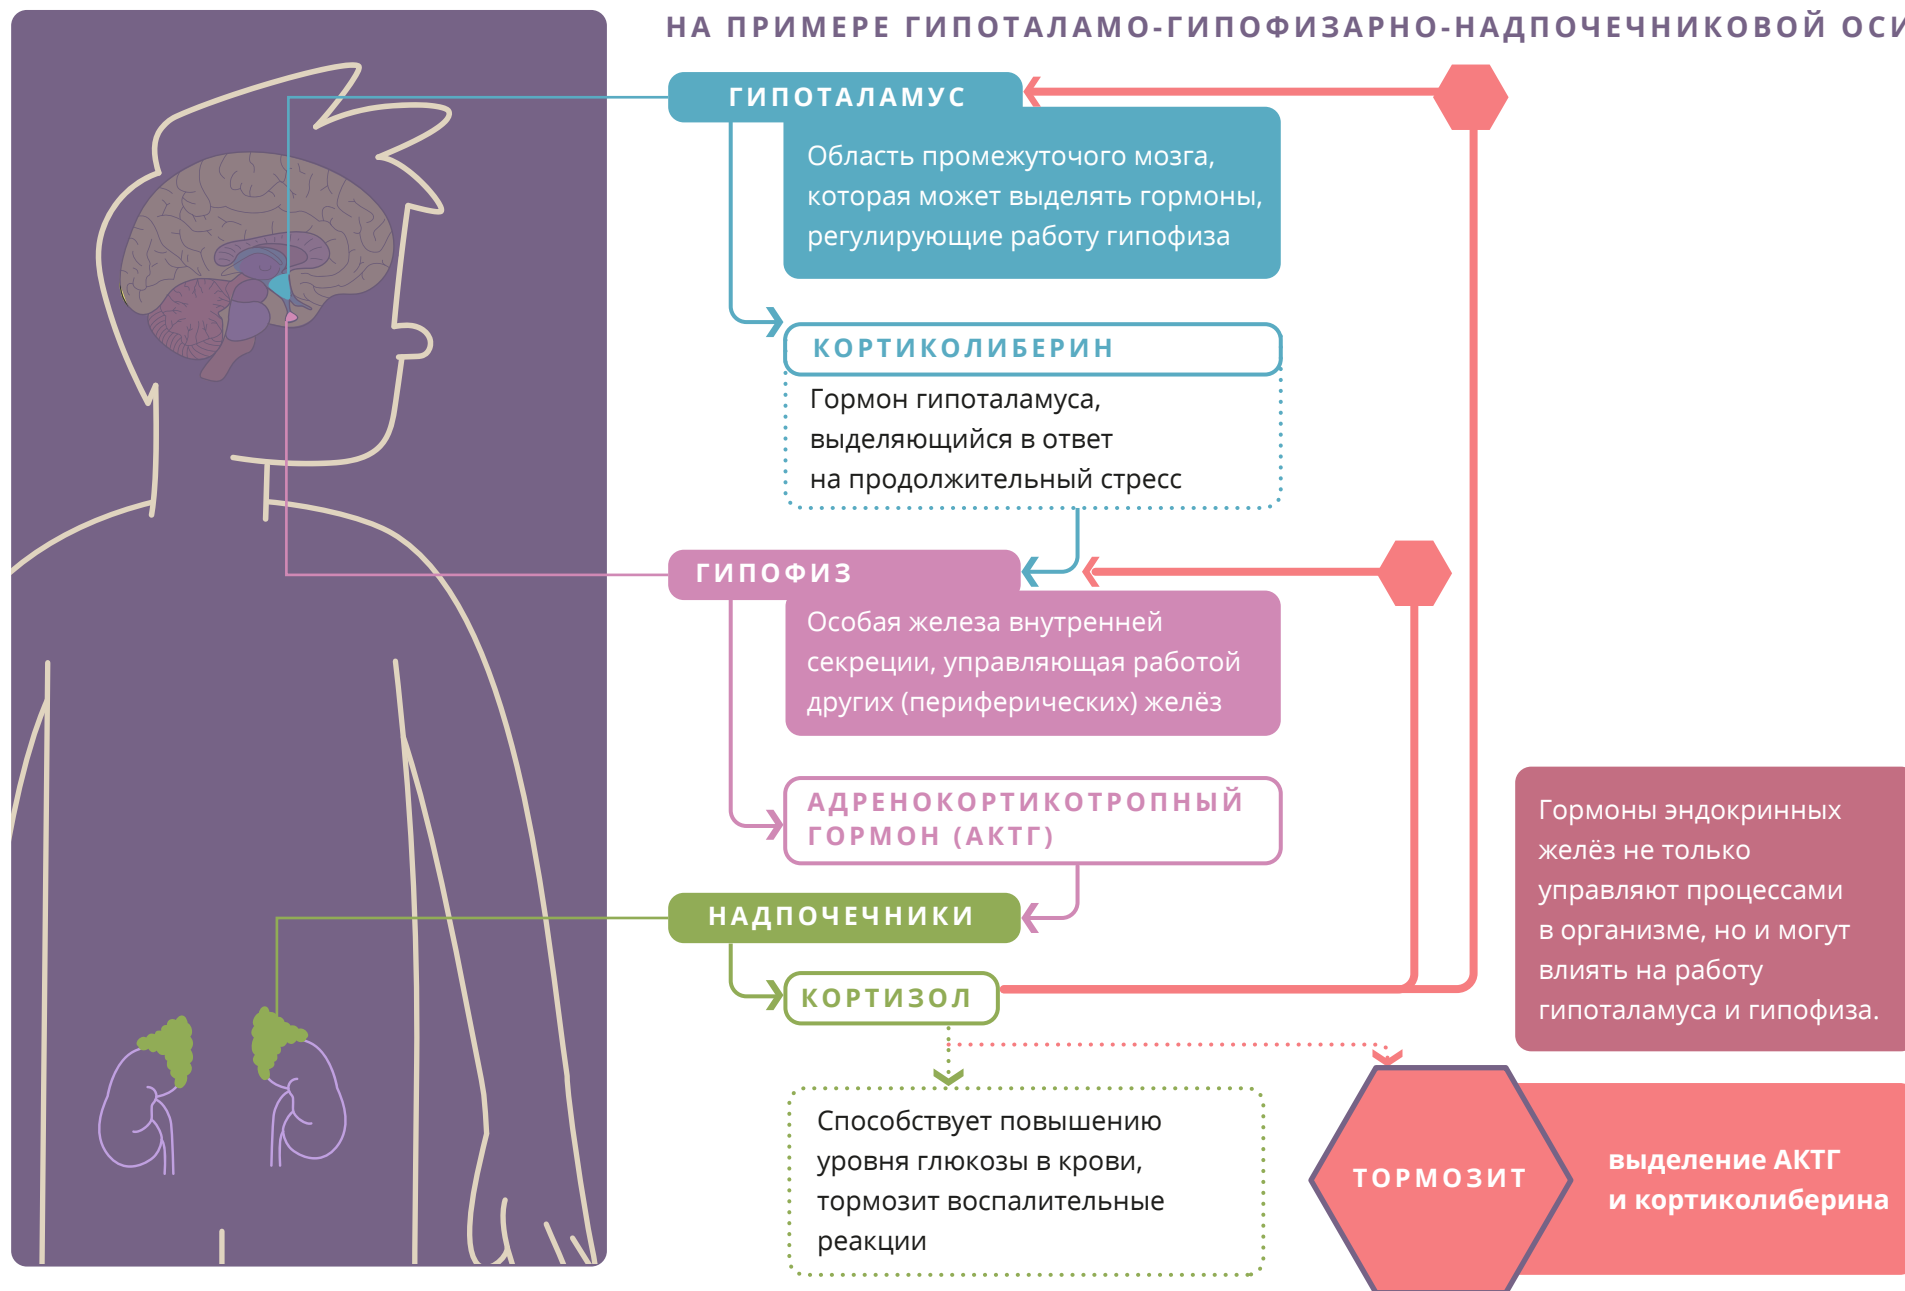 НА ПРИМЕРЕ ГИПОТАЛАМО-ГИПОФИЗАРНО-НАДПОЧЕЧНИКОВОЙ ОСИ
ГИПОТАЛАМУС
Область промежуточого мозга,
которая может выделять гормоны,
регулирующие работу гипофиза
КОРТИКОЛИБЕРИН
Гормон гипоталамуса,
выделяющийся в ответ
на продолжительный стресс
ГИПОФИЗ
Особая железа внутренней
секреции, управляющая работой
других (периферических) желёз
АДРЕНОКОРТИКОТРОПНЫЙ
ГОРМОН (АКТГ)
НАДПОЧЕЧНИКИ
КОРТИЗОЛ
Способствует повышению
уровня глюкозы в крови,
тормозит воспалительные
реакции
Гормоны эндокринных
желёз не только
управляют процессами
в организме, но и могут
влиять на работу
гипоталамуса и гипофиза.
ТОРМОЗИТ
выделение АКТГ
и кортиколиберина